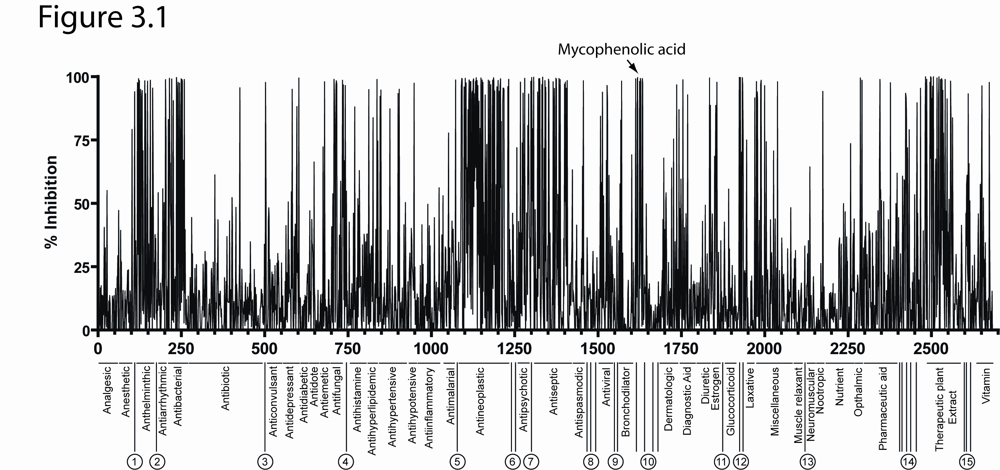 Figure 3.1
Mycophenolic acid
% Inhibition
100
75
50
25
0
0 250 500 750 1000 1250 1500 1750 2000 2250 2500
Analgesic
Anesthetic
Anthelminthic
Antiarrhythmic
Antibacterial
Antibiotic
Anticonvulsant
Antidepressant
Antidiabetic
Antidote
Antiemetic
Antifungal
Antihistamine
Antihyperlipidemic
Antihypertensive
Antihypotensive
Antiinflammatory
Antimalarial
Antineoplastic
Antipsychotic
Antiseptic
Antispasmodic
Antiviral
Bronchodilator
Dermatologic
Diagnostic Aid
Diuretic
Estrogen
Glucocorticoid
Laxative
Miscellaneous
Muscle relaxant
Neuromuscular
Nootropic
Nutrient
Opthalmic
Pharmaceutic aid
Therapeutic plant
Extract
Vitamin
1 2 3 4 5 6 7 8 9 10 11 12 13 14 15